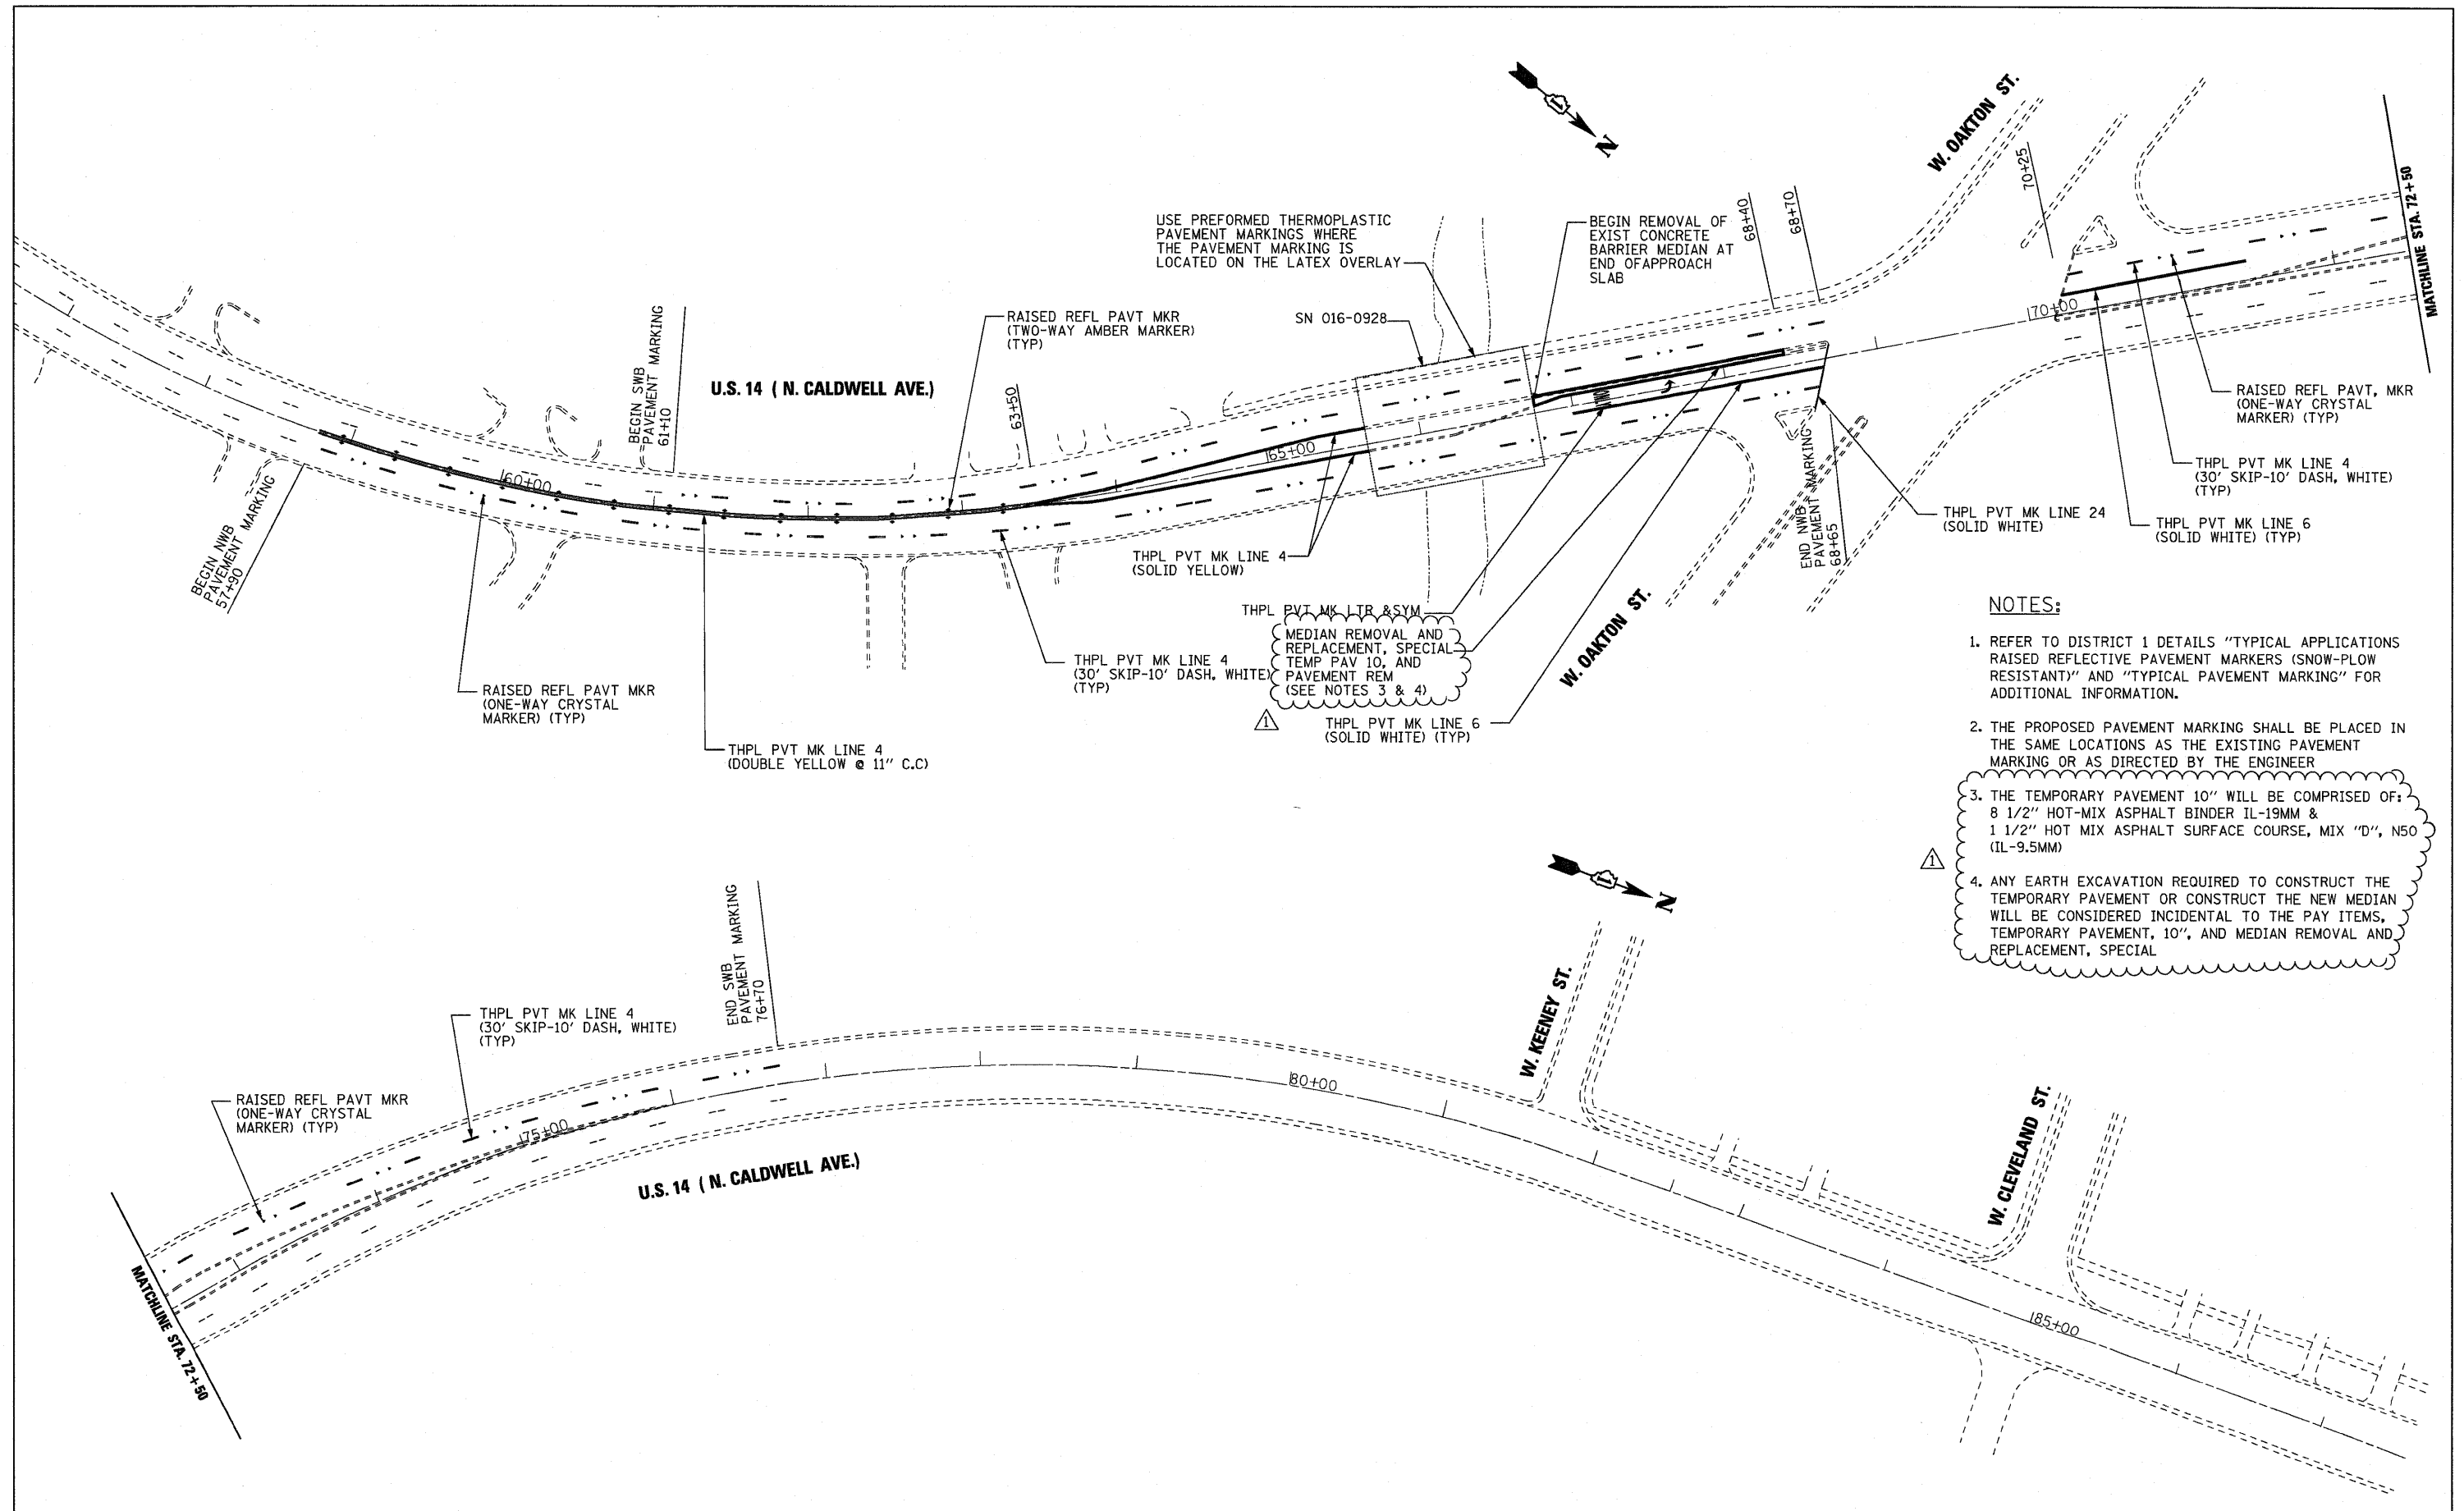 N
W. OAKTON ST.
70+25
MATCHLINE STA. 72+50
68+40
68+70
USE PREFORMED THERMOPLASTIC
PAVEMENT MARKINGS WHERE
THE PAVEMENT MARKING IS
LOCATED ON THE LATEX OVERLAY
BEGIN REMOVAL OF
EXIST CONCRETE
BARRIER MEDIAN AT
END OFAPPROACH
SLAB
SN 016-0928
RAISED REFL PAVT MKR
(TWO-WAY AMBER MARKER)
(TYP)
BEGIN SWB
PAVEMENT MARKING
61+10
U.S. 14 ( N. CALDWELL AVE.)
63+50
60+00
65+00
70+00
ONLY
RAISED REFL PAVT, MKR
(ONE-WAY CRYSTAL
MARKER) (TYP)
THPL PVT MK LINE 4
(30' SKIP-10' DASH, WHITE)
(TYP)
THPL PVT MK LINE 6
(SOLID WHITE) (TYP)
THPL PVT MK LINE 24
(SOLID WHITE)
END NWB
PAVEMENT MARKING
68+65
BEGIN NWB
PAVEMENT MARKING
57+90
THPL PVT MK LINE 4
(SOLID YELLOW)
W. OAKTON ST.
THPL PVT MK LTR &SYM
MEDIAN REMOVAL AND
REPLACEMENT, SPECIAL
TEMP PAV 10, AND
PAVEMENT REM
(SEE NOTES 3 & 4)
1
THPL PVT MK LINE 6
(SOLID WHITE) (TYP)
THPL PVT MK LINE 4
(30' SKIP-10' DASH, WHITE)
(TYP)
RAISED REFL PAVT MKR
(ONE-WAY CRYSTAL
MARKER) (TYP)
THPL PVT MK LINE 4
(DOUBLE YELLOW @ 11" C.C)
NOTES:
1. REFER TO DISTRICT 1 DETAILS "TYPICAL APPLICATIONS
RAISED REFLECTIVE PAVEMENT MARKERS (SNOW-PLOW
RESISTANT)" AND "TYPICAL PAVEMENT MARKING" FOR
ADDITIONAL INFORMATION.
2. THE PROPOSED PAVEMENT MARKING SHALL BE PLACED IN
THE SAME LOCATIONS AS THE EXISTING PAVEMENT
MARKING OR AS DIRECTED BY THE ENGINEER
3. THE TEMPORARY PAVEMENT 10" WILL BE COMPRISED OF:
8 1/2" HOT-MIX ASPHALT BINDER IL-19MM &
1 1/2" HOT MIX ASPHALT SURFACE COURSE, MIX "D", N50
(IL-9.5MM)
1
4. ANY EARTH EXCAVATION REQUIRED TO CONSTRUCT THE
TEMPORARY PAVEMENT OR CONSTRUCT THE NEW MEDIAN
WILL BE CONSIDERED INCIDENTAL TO THE PAY ITEMS,
TEMPORARY PAVEMENT, 10", AND MEDIAN REMOVAL AND
REPLACEMENT, SPECIAL
N
END SWB
PAVEMENT MARKING
76+70
THPL PVT MK LINE 4
(30' SKIP-10' DASH, WHITE)
(TYP)
RAISED REFL PAVT MKR
(ONE-WAY CRYSTAL
MARKER) (TYP)
75+00
80+00
85+00
U.S. 14 ( N. CALDWELL AVE.)
W. KEENEY ST.
W. CLEVELAND ST.
MATCHLINE STA. 72+50